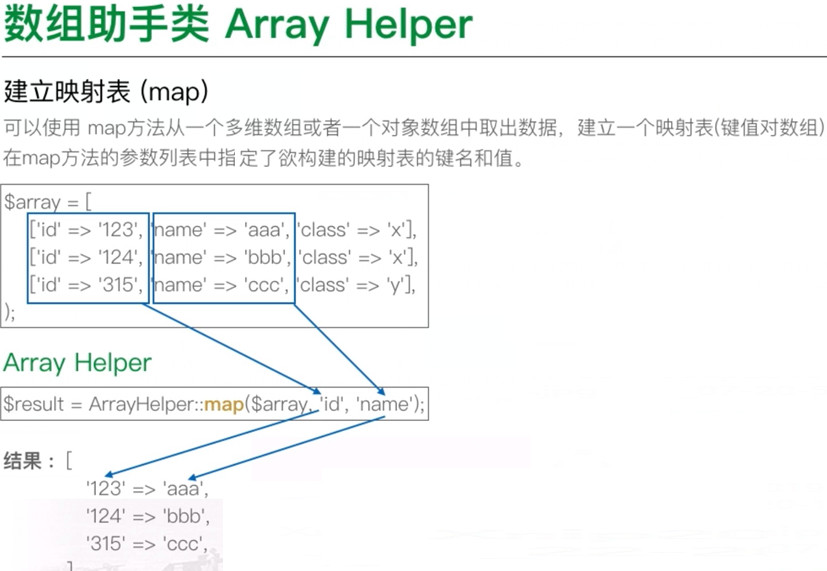 数组助手类 Array Helper
建立映射表 (map)
可以使用 map方法从一个多维数组或者一个对象数组中取出数据，建立一个映射表(键值对数组)
在map方法的参数列表中指定了欲构建的映射表的键名和值。
$array = [
['id' => '123', 'name' => 'aaa', 'class' => 'x'],
['id' => '124', 'name' => 'bbb', 'class' => 'x'],
['id' => '315', 'name' => 'ccc', 'class' => 'y'],
);
Array Helper
$result = ArrayHelper::map($array, 'id', 'name');
结果：[
'123' => 'aaa',
'124' => 'bbb',
'315' => 'ccc',
]